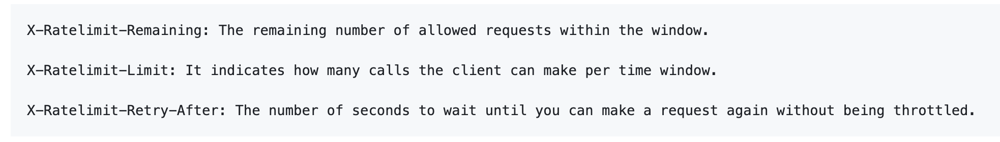 X-Ratelimit-Remaining: The remaining number of allowed requests within the window.
X-Ratelimit-Limit: It indicates how many calls the client can make per time window.
X-Ratelimit-Retry-After: The number of seconds to wait until you can make a request again without being throttled.